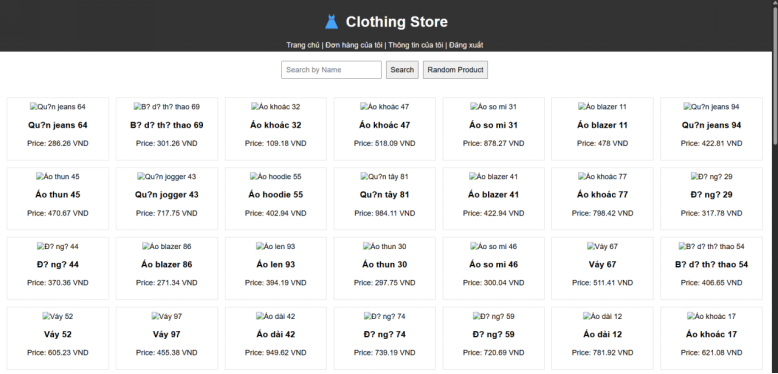 Clothing Store
Trang chủ | Đơn hàng của tôi | Thông tin của tôi | Đăng xuất
Search by Name Search Random Product
Qu?n jeans 64 B? d? th? thao 69 Áo khoác 32 Áo khoác 47 Áo so mi 31 Áo blazer 11 Qu?n jeans 94
Qu?n jeans 64 B? d? th? thao 69 Áo khoác 32 Áo khoác 47 Áo so mi 31 Áo blazer 11 Qu?n jeans 94
Price: 286.26 VND Price: 301.26 VND Price: 109.18 VND Price: 518.09 VND Price: 878.27 VND Price: 478 VND Price: 422.81 VND
Áo thun 45 Qu?n jogger 43 Áo hoodie 55 Qu?n tây 81 Áo blazer 41 Áo khoác 77 Đ? ng? 29
Áo thun 45 Qu?n jogger 43 Áo hoodie 55 Qu?n tây 81 Áo blazer 41 Áo khoác 77 Đ? ng? 29
Price: 470.67 VND Price: 717.75 VND Price: 402.94 VND Price: 984.11 VND Price: 422.94 VND Price: 798.42 VND Price: 317.78 VND
Đ? ng? 44 Áo blazer 86 Áo len 93 Áo thun 30 Áo so mi 46 Váy 67 B? d? th? thao 54
Đ? ng? 44 Áo blazer 86 Áo len 93 Áo thun 30 Áo so mi 46 Váy 67 B? d? th? thao 54
Price: 370.36 VND Price: 271.34 VND Price: 394.19 VND Price: 297.75 VND Price: 300.04 VND Price: 511.41 VND Price: 406.65 VND
Váy 52 Váy 97 Áo dài 42 Đ? ng? 74 Đ? ng? 59 Áo dài 12 Áo khoác 17
Váy 52 Váy 97 Áo dài 42 Đ? ng? 74 Đ? ng? 59 Áo dài 12 Áo khoác 17
Price: 605.23 VND Price: 455.38 VND Price: 949.62 VND Price: 739.19 VND Price: 720.69 VND Price: 781.92 VND Price: 621.08 VND